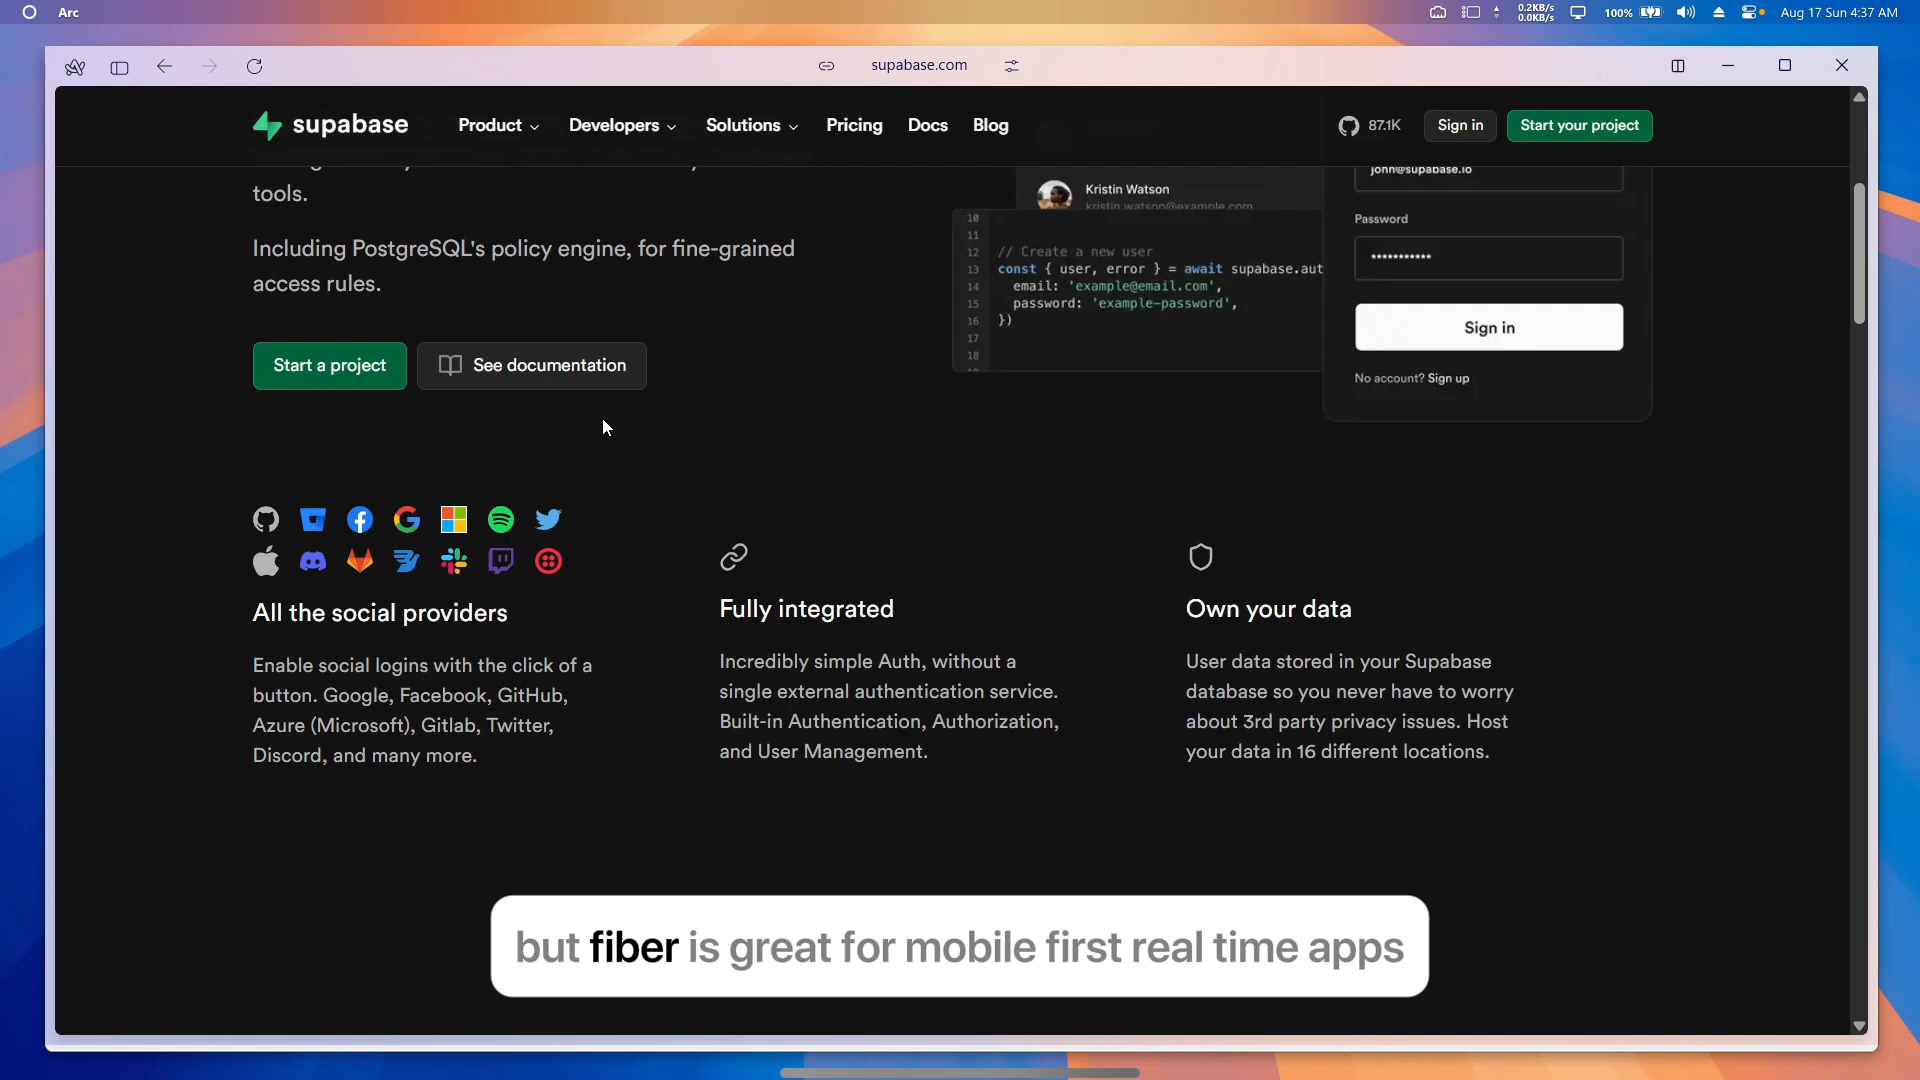 Arc
0.2KB/s
0.0KB/s
100%
Aug 17 Sun 4:37 AM
supabase.com
supabase
Product
Developers
Solutions
Pricing
Docs
Blog
87.1K
Sign in
Start your project
tools.
Including PostgreSQL's policy engine, for fine-grained
access rules.
Start a project
See documentation
Kristin Watson
kristin.watson@example.com
10
11
12 // Create a new user
13 const { user, error } = await supabase.aut
14 email: 'example@email.com',
15 password: 'example-password',
16 })
17
18
john@supabase.io
Password
***********
Sign in
No account? Sign up
All the social providers
Enable social logins with the click of a
button. Google, Facebook, GitHub,
Azure (Microsoft), Gitlab, Twitter,
Discord, and many more.
Fully integrated
Incredibly simple Auth, without a
single external authentication service.
Built-in Authentication, Authorization,
and User Management.
Own your data
User data stored in your Supabase
database so you never have to worry
about 3rd party privacy issues. Host
your data in 16 different locations.
but fiber is great for mobile first real time apps